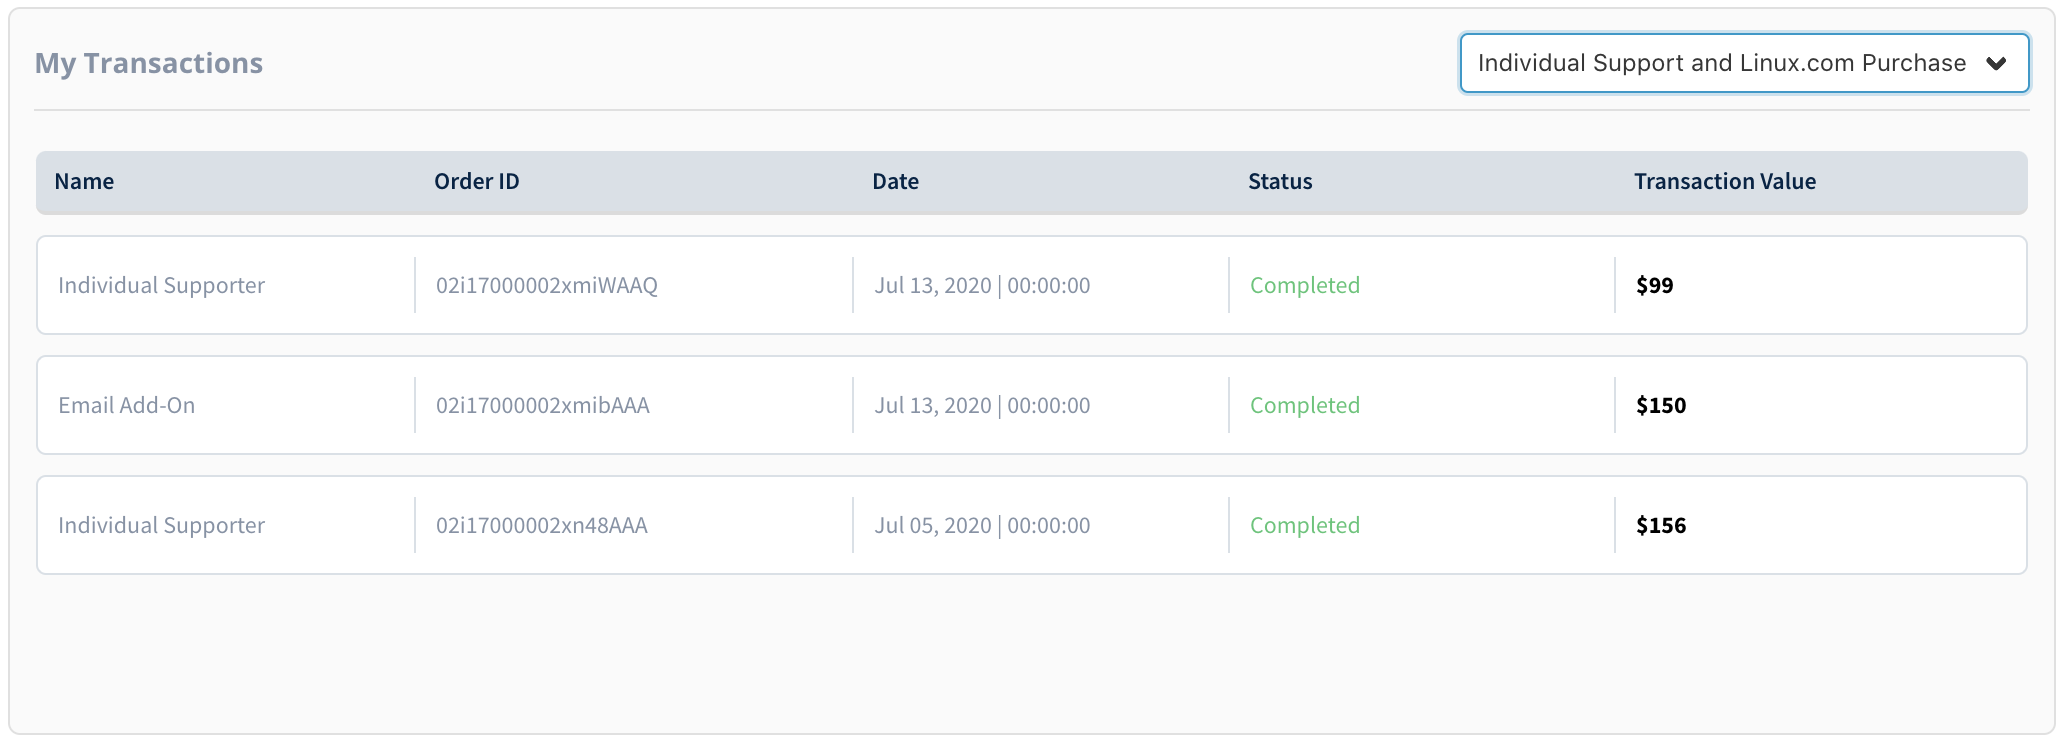 My Transactions
Individual Support and Linux.com Purchase
Name Order ID Date Status Transaction Value
Individual Supporter 02i17000002xmiWAAQ Jul 13, 2020 | 00:00:00 Completed $99
Email Add-On 02i17000002xmibAAA Jul 13, 2020 | 00:00:00 Completed $150
Individual Supporter 02i17000002xn48AAA Jul 05, 2020 | 00:00:00 Completed $156